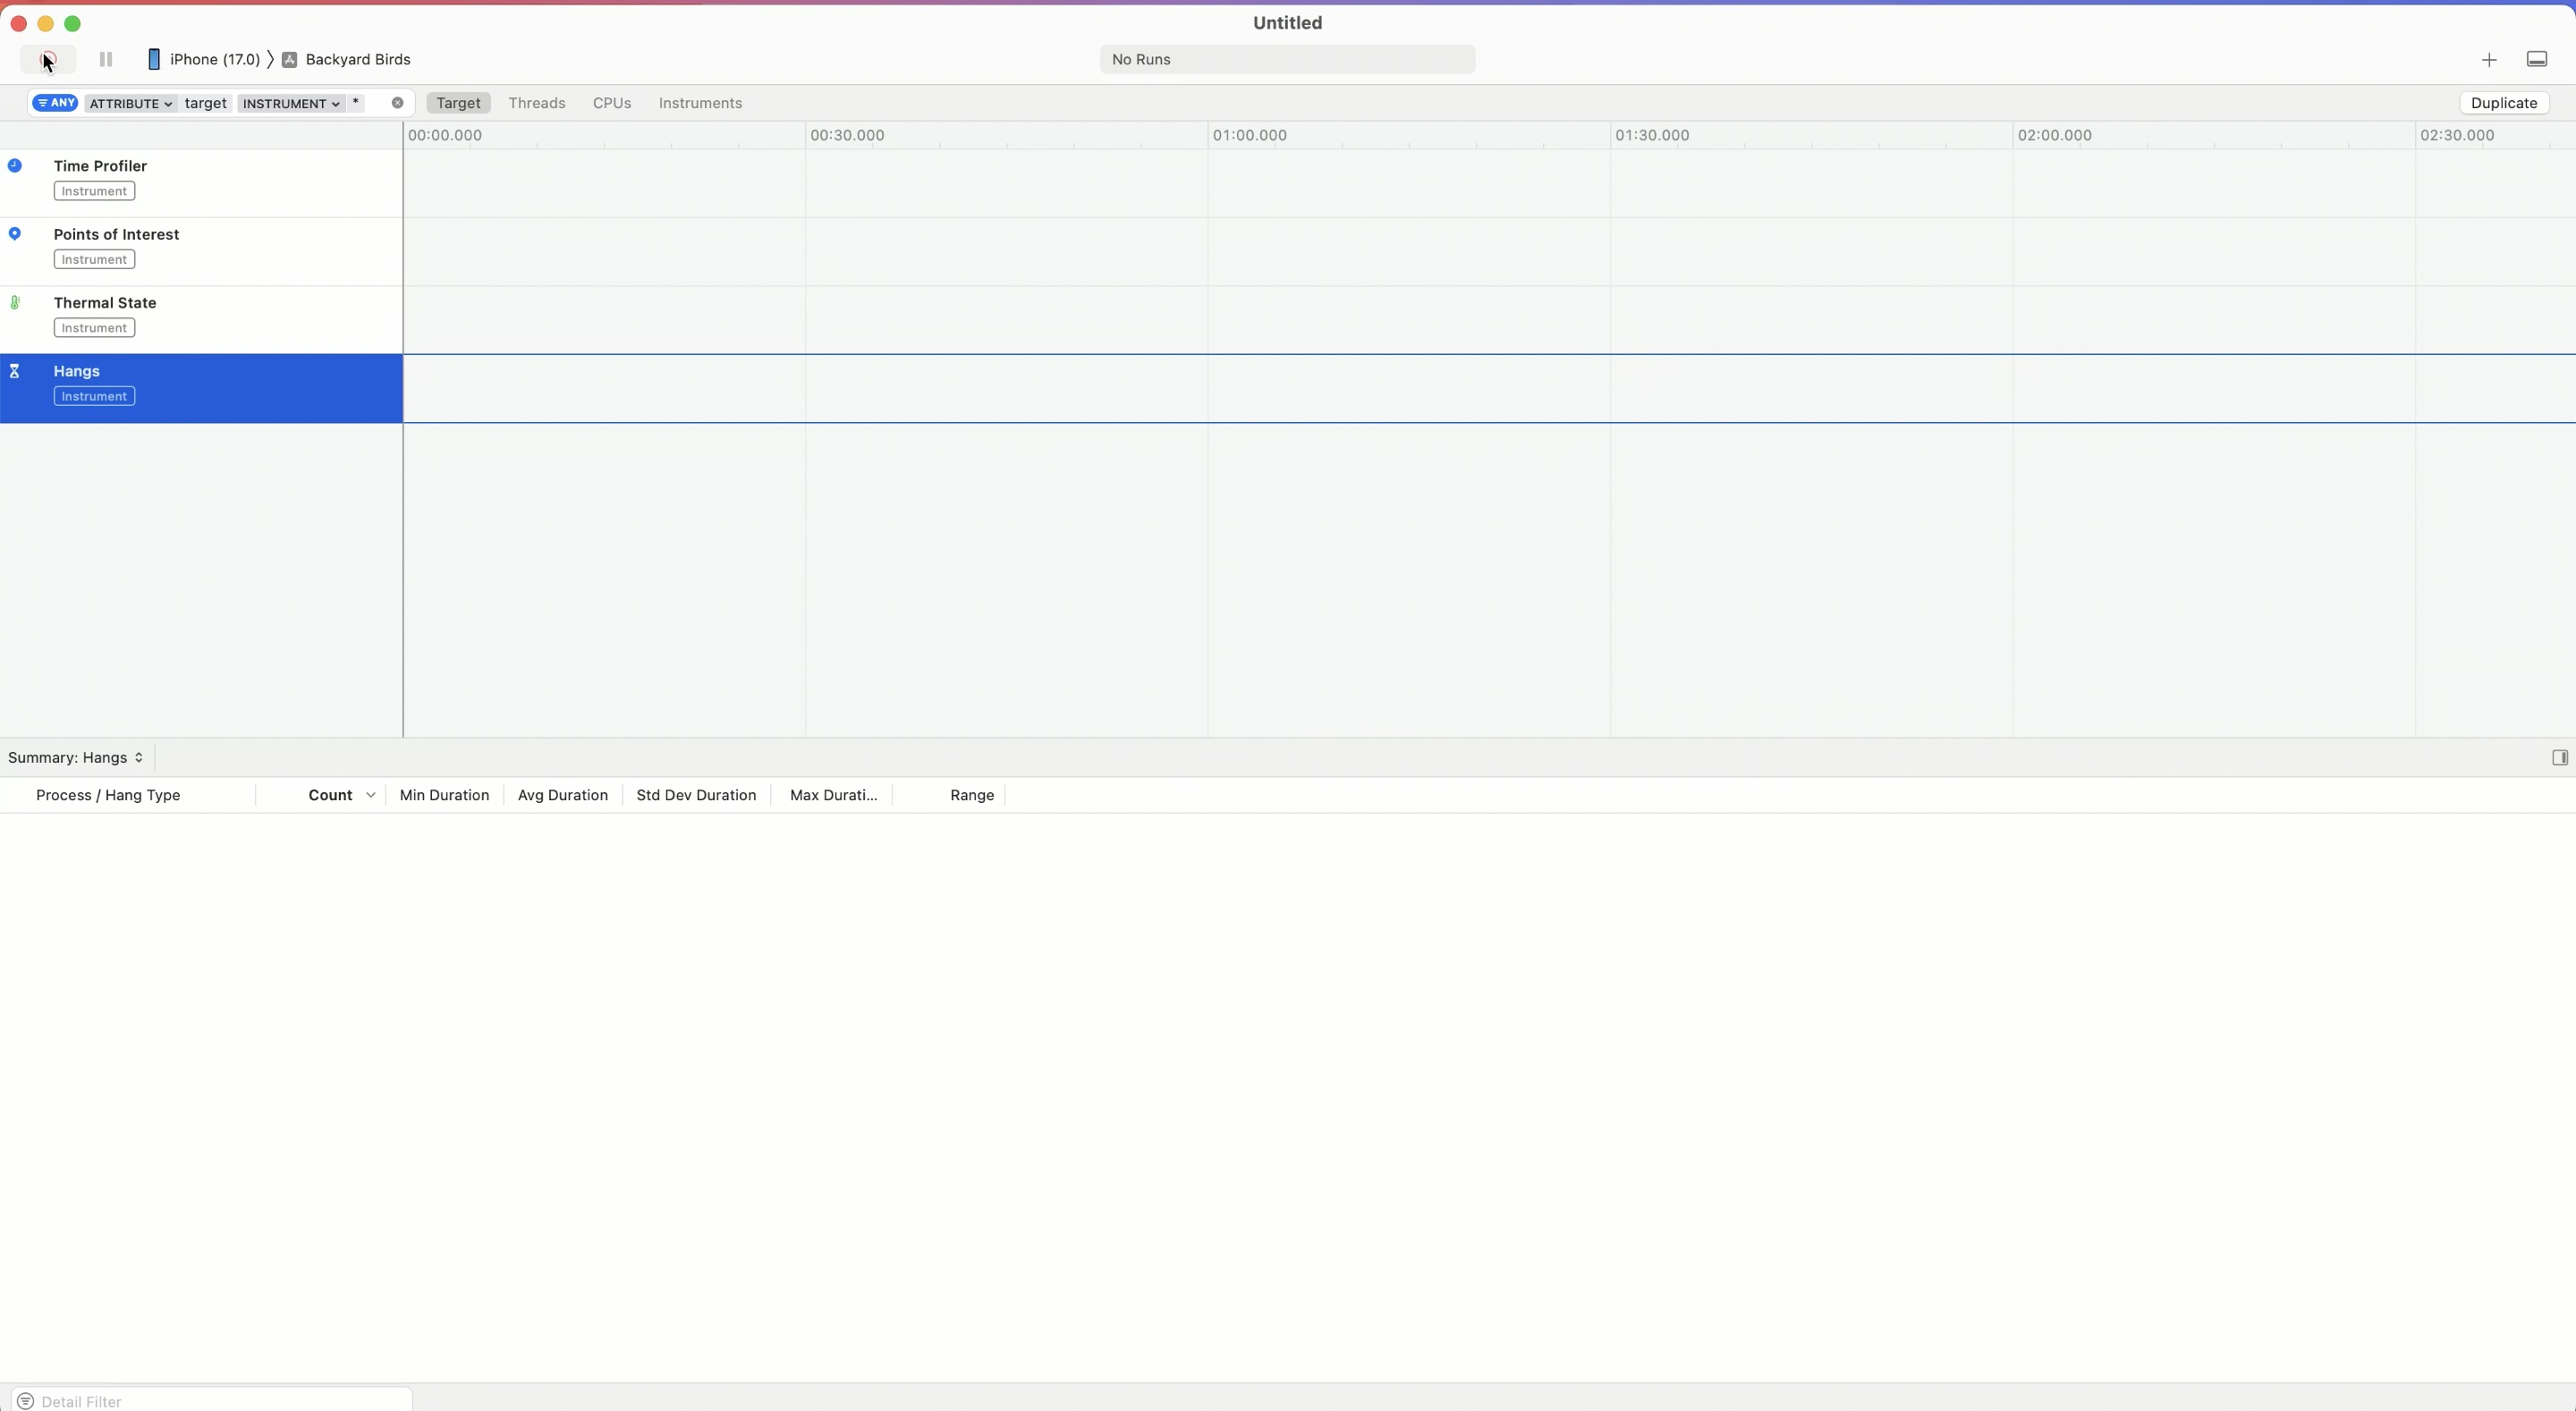 Untitled
iPhone (17.0) 〉 Backyard Birds
No Runs
ANY ATTRIBUTE target INSTRUMENT * Target Threads CPUs Instruments Duplicate
00:00.000 00:30.000 01:00.000 01:30.000 02:00.000 02:30.000
Time Profiler
Instrument
Points of Interest
Instrument
Thermal State
Instrument
Hangs
Instrument
Summary: Hangs
Process / Hang Type Count Min Duration Avg Duration Std Dev Duration Max Durati... Range
Detail Filter